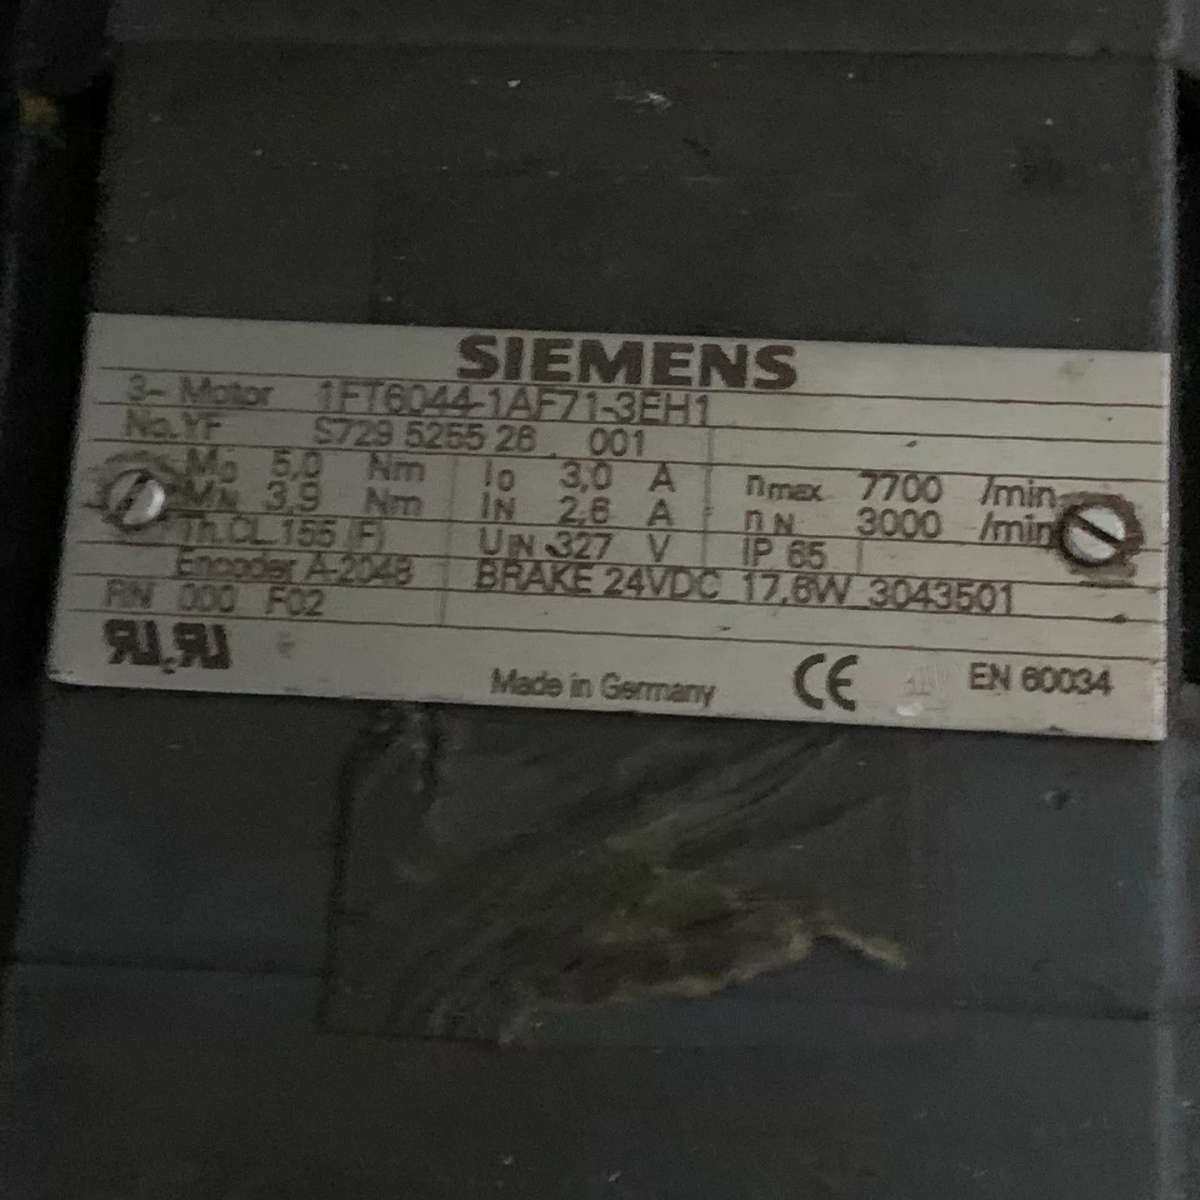 SIEMENS
3~ Motor 1FT6044-1AF71-3EH1
No.YF S729 5255 26 001
M0 5,0 Nm I0 3,0 A nmax 7700 /min
MN 3,9 Nm IN 2,6 A nN 3000 /min
Th.CL.155 (F) UIN 327 V IP 65
Encoder A-2048 BRAKE 24VDC 17,6W 3043501
RN 000 F02
Made in Germany CE EN 60034